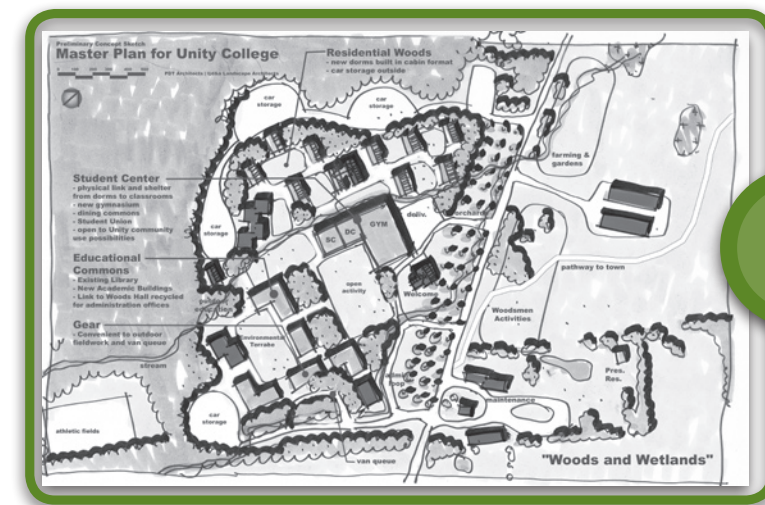 Preliminary Concept Sketch
Master Plan for Unity College
PDT Architects / Landscape Architects
Residential Woods
- new dorms built in cabin format
- car storage outside
car
storage
car
storage
Student Center
- physical link and shelter
from dorms to classrooms
- new gymnasium
- dining commons
- Student Union
- open to Unity community
use possibilities
farming &
gardens
orchard
GYM
DC
SC
car
storage
Educational
Commons
- Existing Library
- New Academic Buildings
- Link to Woods Hall recycled
for administration offices
pathway to town
open
activity
Welcome
Woodsmen
Activities
Gear
- Convenient to outdoor
fieldwork and van queue
Environmental
stream
Pres.
Res.
maintenance
car
storage
athletic fields
van queue
"Woods and Wetlands"